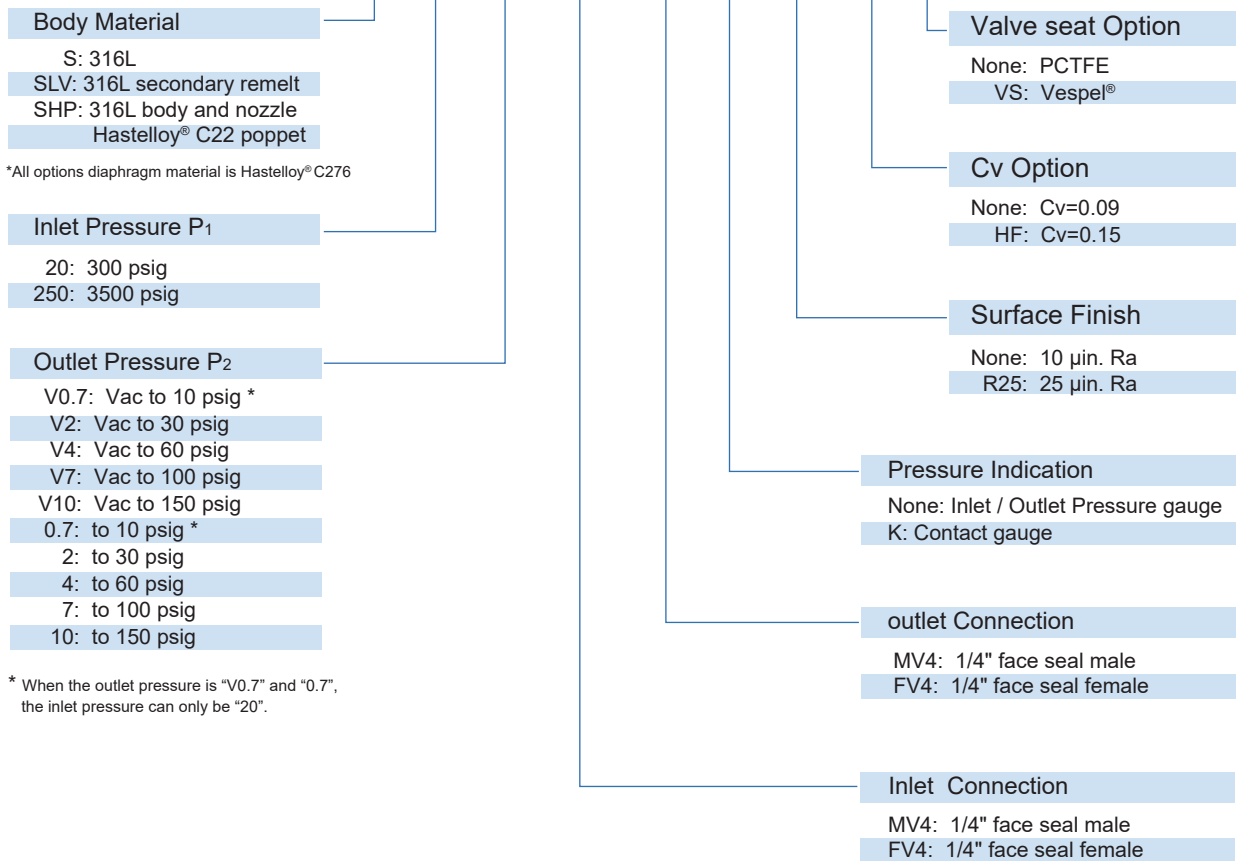 Body Material
S: 316L
SLV: 316L secondary remelt
SHP: 316L body and nozzle
Hastelloy® C22 poppet
*All options diaphragm material is Hastelloy® C276
Inlet Pressure P1
20: 300 psig
250: 3500 psig
Outlet Pressure P2
V0.7: Vac to 10 psig *
V2: Vac to 30 psig
V4: Vac to 60 psig
V7: Vac to 100 psig
V10: Vac to 150 psig
0.7: to 10 psig *
2: to 30 psig
4: to 60 psig
7: to 100 psig
10: to 150 psig
* When the outlet pressure is “V0.7” and “0.7”,
the inlet pressure can only be “20”.
Valve seat Option
None: PCTFE
VS: Vespel®
Cv Option
None: Cv=0.09
HF: Cv=0.15
Surface Finish
None: 10 μin. Ra
R25: 25 μin. Ra
Pressure Indication
None: Inlet / Outlet Pressure gauge
K: Contact gauge
outlet Connection
MV4: 1/4" face seal male
FV4: 1/4" face seal female
Inlet Connection
MV4: 1/4" face seal male
FV4: 1/4" face seal female